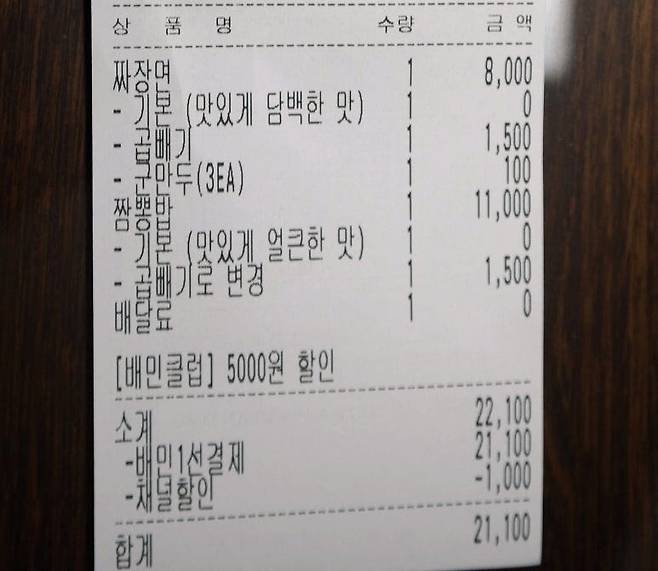 상 품 명 수량 금 액
짜장면 1 8,000
- 기본 (맛있게 담백한 맛) 1 0
- 곱빼기 1 1,500
- 군만두(3EA) 1 100
짬뽕밥 1 11,000
- 기본 (맛있게 얼큰한 맛) 1 0
- 곱빼기로 변경 1 1,500
배달료 1 0
[배민클럽] 5000원 할인
소계 22,100
-배민1선결제 21,100
-채널할인 -1,000
합계 21,100